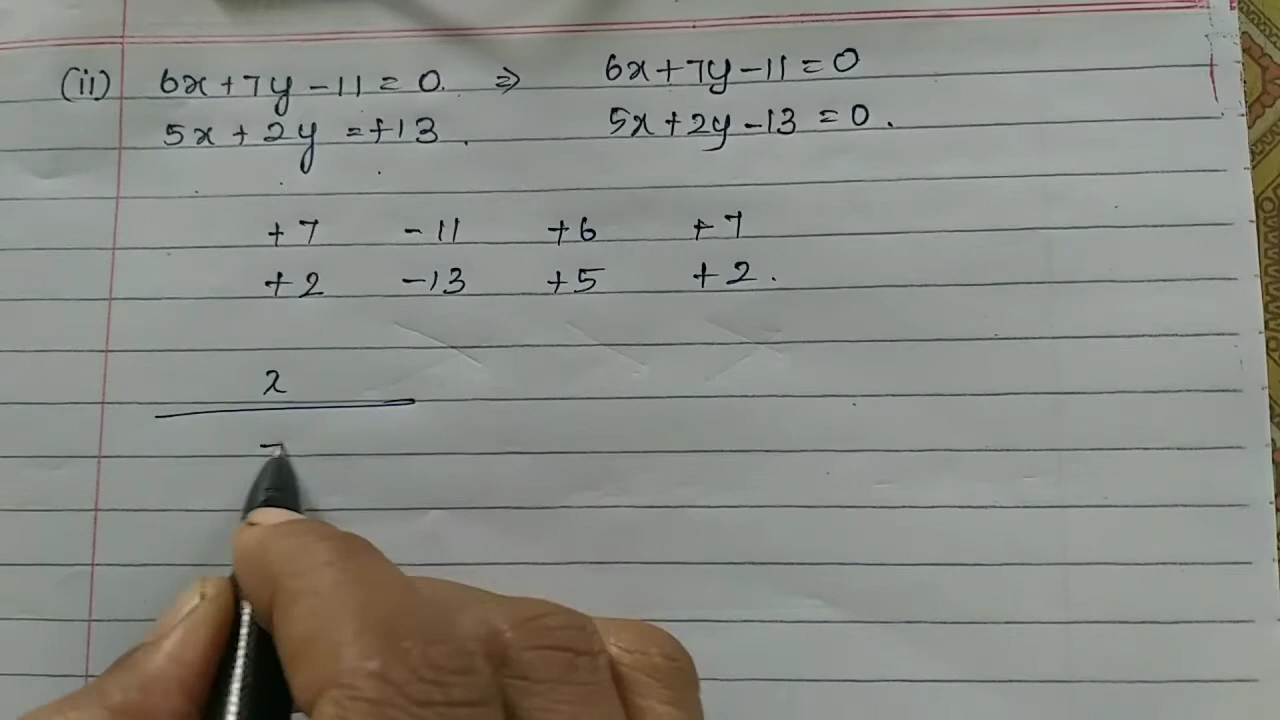 (ii) 6x + 7y - 11 = 0. ⇒ 6x + 7y - 11 = 0
5x + 2y = +13. 5x + 2y - 13 = 0.
+7 -11 +6 +7
+2 -13 +5 +2.
x
-